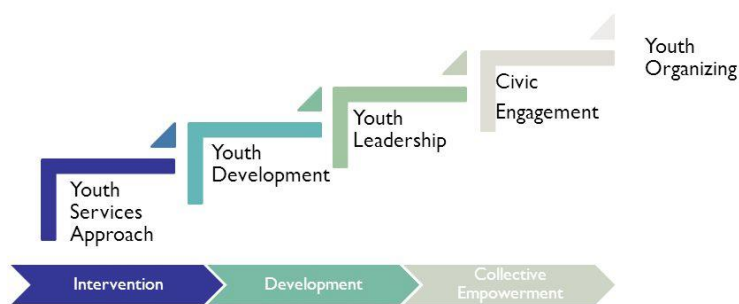 Youth
Services
Approach
Youth
Development
Youth
Leadership
Civic
Engagement
Youth
Organizing
Intervention
Development
Collective
Empowerment